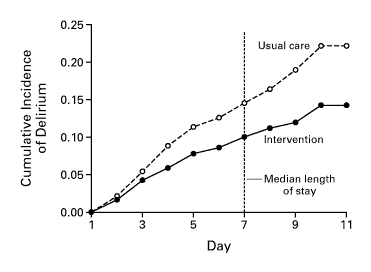 0.25
0.20
0.15
0.10
0.05
0.00
Cumulative Incidence
of Delirium
Usual care
Intervention
Median length
of stay
1 3 5 7 9 11
Day